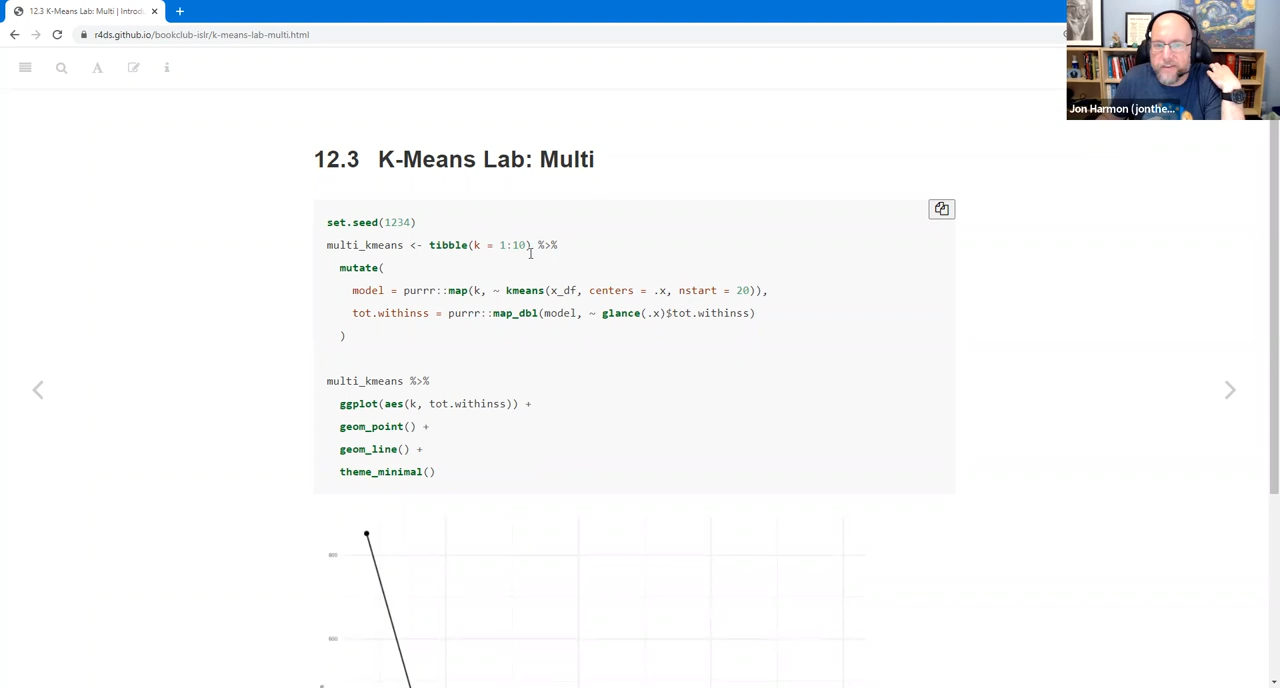 12.3 K-Means Lab: Multi | Introd
r4ds.github.io/bookclub-islr/k-means-lab-multi.html
Jon Harmon (jonthe...
12.3 K-Means Lab: Multi
set.seed(1234)
multi_kmeans <- tibble(k = 1:10) %>%
mutate(
model = purrr::map(k, ~ kmeans(x_df, centers = .x, nstart = 20)),
tot.withinss = purrr::map_dbl(model, ~ glance(.x)$tot.withinss)
)
multi_kmeans %>%
ggplot(aes(k, tot.withinss)) +
geom_point() +
geom_line() +
theme_minimal()
800
600